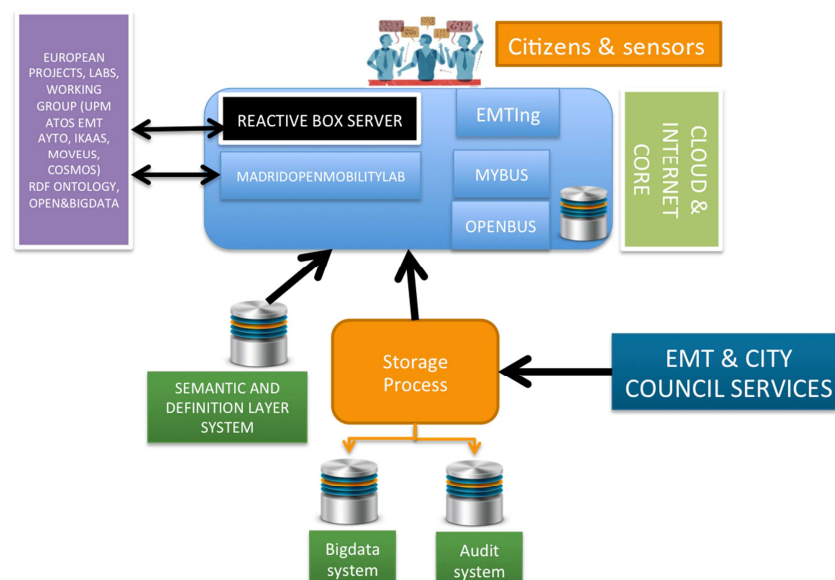 Citizens & sensors
EUROPEAN
PROJECTS, LABS,
WORKING
GROUP (UPM
ATOS EMT
AYTO, IKAAS,
MOVEUS,
COSMOS)
RDF ONTOLOGY,
OPEN&BIGDATA
REACTIVE BOX SERVER
MADRIDOPENMOBILITYLAB
EMTIng
MYBUS
OPENBUS
CLOUD &
INTERNET
CORE
Storage
Process
EMT & CITY
COUNCIL SERVICES
SEMANTIC AND
DEFINITION LAYER
SYSTEM
Bigdata
system
Audit
system